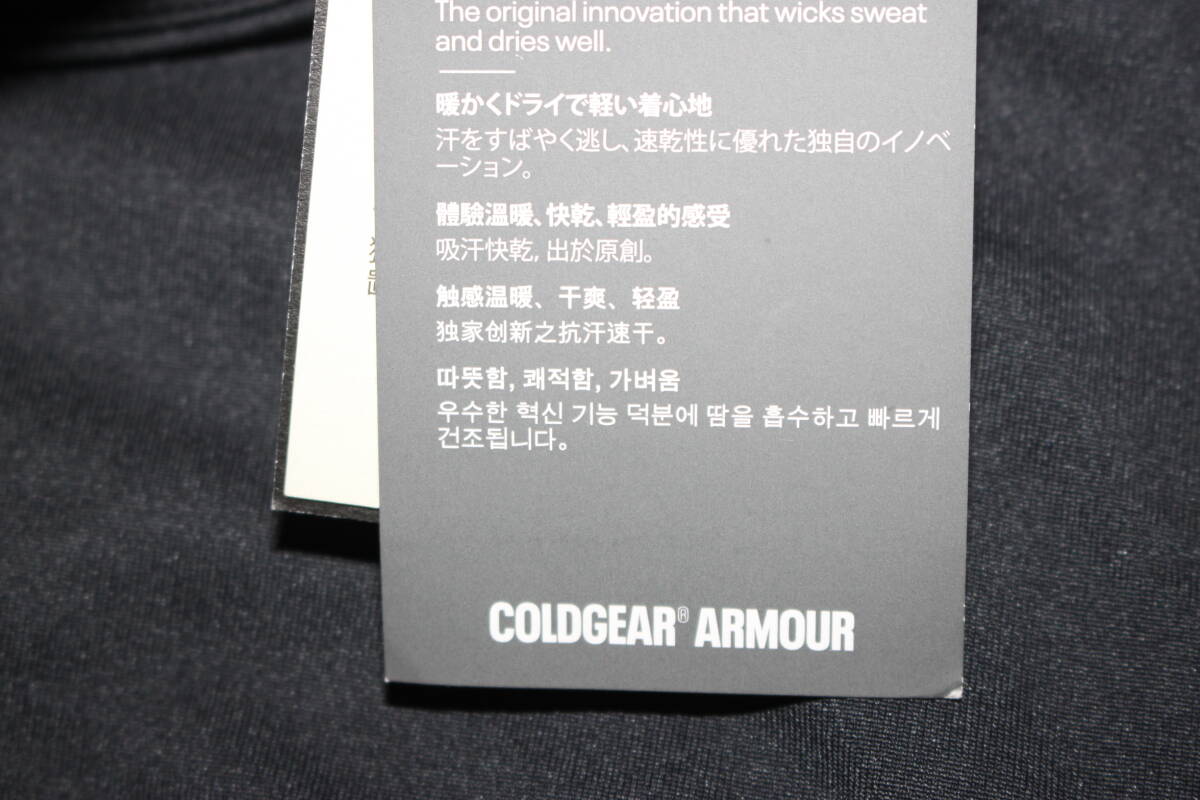 The original innovation that wicks sweat
and dries well.
暖かくドライで軽い着心地
汗をすばやく逃し、速乾性に優れた独自のイノベ
ーション。
體驗溫暖、快乾、輕盈的感受
吸汗快乾, 出於原創。
触感温暖、干爽、轻盈
独家创新之抗汗速干。
따뜻함, 쾌적함, 가벼움
우수한 혁신 기능 덕분에 땀을 흡수하고 빠르게
건조됩니다。
COLDGEAR® ARMOUR